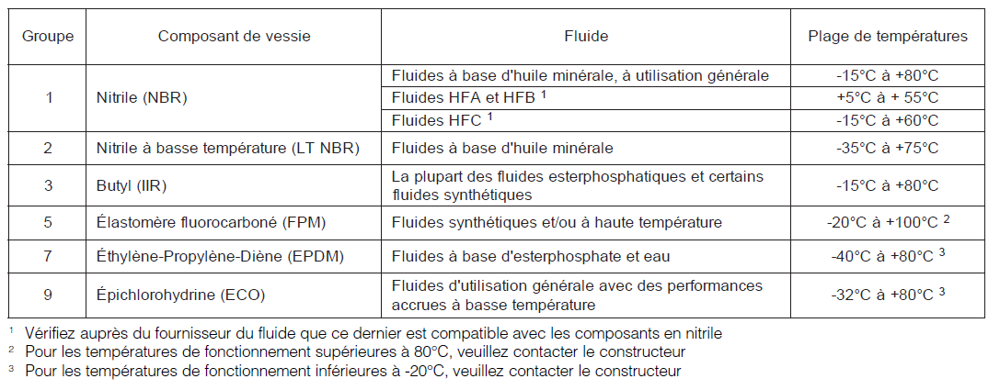 Groupe Composant de vessie Fluide Plage de températures
1 Nitrile (NBR) Fluides à base d'huile minérale, à utilisation générale -15°C à +80°C
Fluides HFA et HFB ¹ +5°C à + 55°C
Fluides HFC ¹ -15°C à +60°C
2 Nitrile à basse température (LT NBR) Fluides à base d'huile minérale -35°C à +75°C
3 Butyl (IIR) La plupart des fluides esterphosphatiques et certains
fluides synthétiques -15°C à +80°C
5 Élastomère fluorocarboné (FPM) Fluides synthétiques et/ou à haute température -20°C à +100°C ²
7 Éthylène-Propylène-Diène (EPDM) Fluides à base d'esterphosphate et eau -40°C à +80°C ³
9 Épichlorohydrine (ECO) Fluides d'utilisation générale avec des performances
accrues à basse température -32°C à +80°C ³
¹ Vérifiez auprès du fournisseur du fluide que ce dernier est compatible avec les composants en nitrile
² Pour les températures de fonctionnement supérieures à 80°C, veuillez contacter le constructeur
³ Pour les températures de fonctionnement inférieures à -20°C, veuillez contacter le constructeur